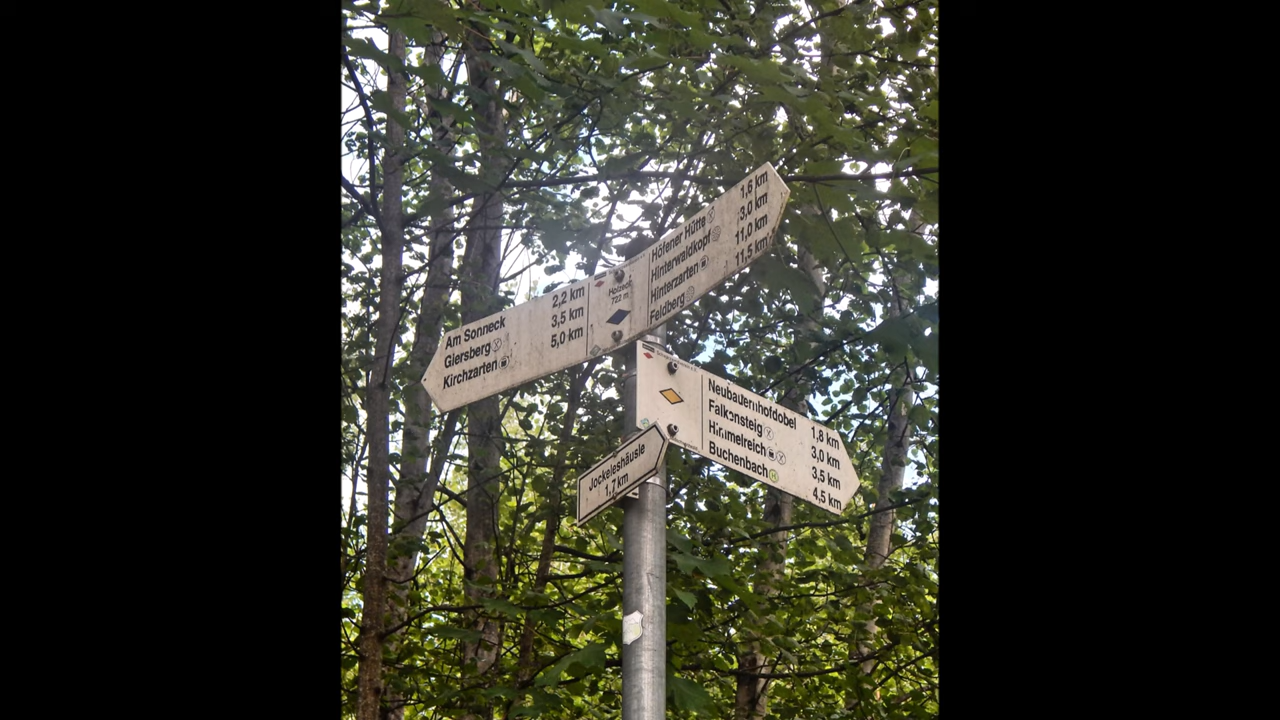 Am Sonneck 2,2 km
Giersberg 3,5 km
Kirchzarten 5,0 km
Holzeck
722 m
Höfener Hütte 1,6 km
Hinterwaldkopf 3,0 km
Hinterzarten 11,0 km
Feldberg 11,5 km
Neubauernhofdobel 1,8 km
Falkensteig 3,0 km
Himmelreich 3,5 km
Buchenbach H 4,5 km
Jockeleshäusle
1,7 km